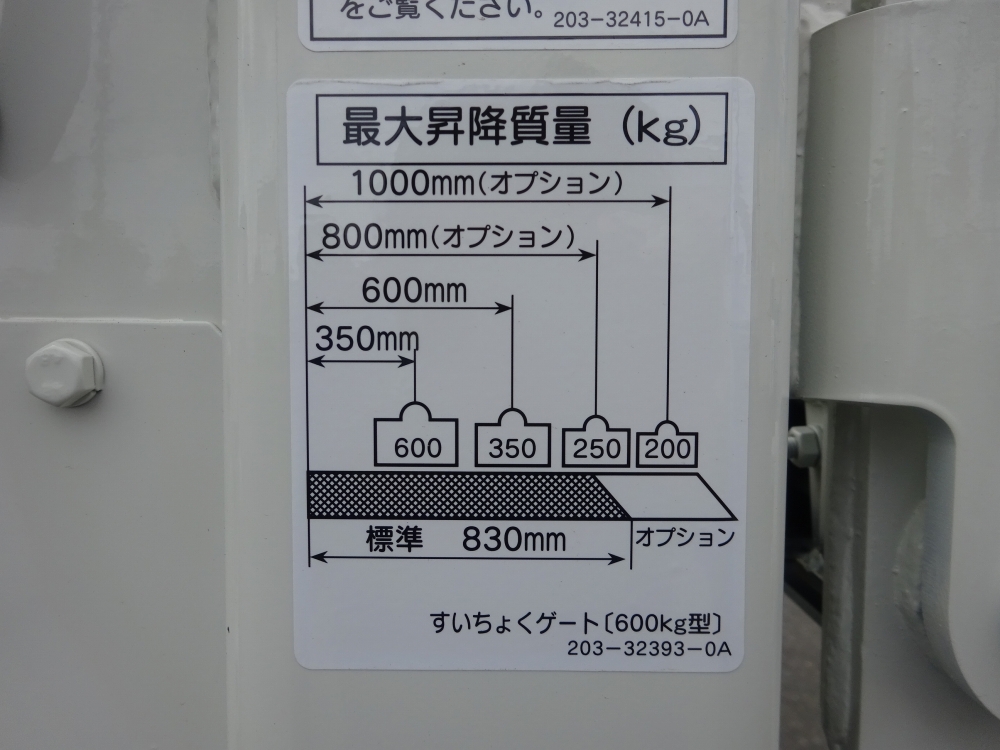 をご覧ください。
203-32415-0A
最大昇降質量 (kg)
1000mm(オプション)
800mm(オプション)
600mm
350mm
600 350 250 200
標準 830mm オプション
すいちょくゲート〔600kg型〕
203-32393-0A